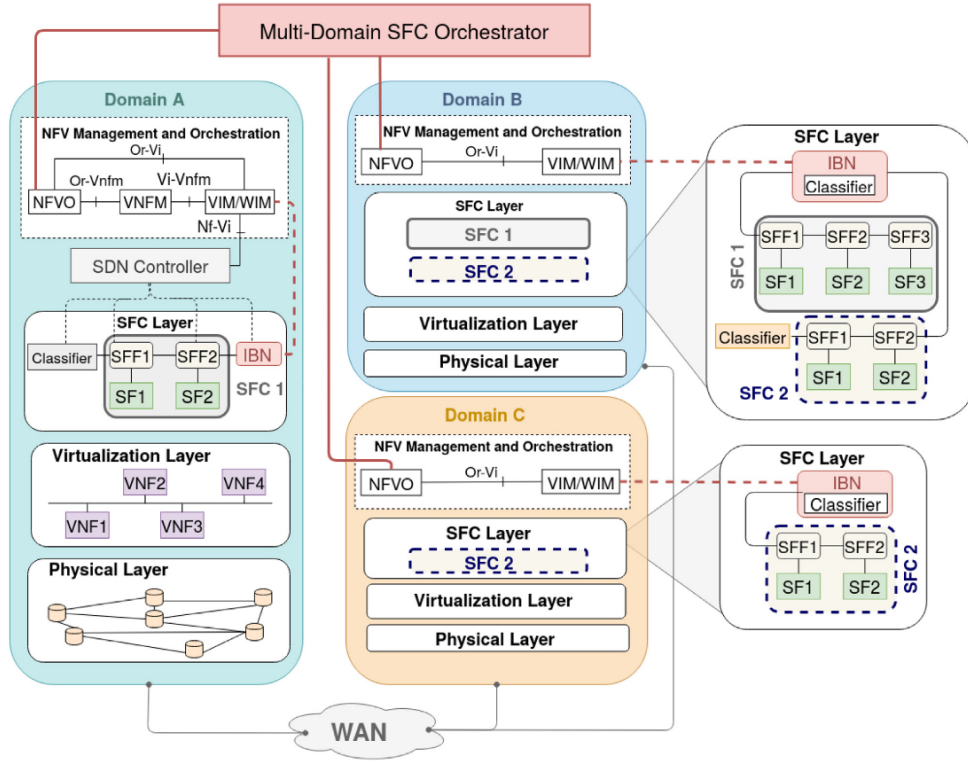 Multi-Domain SFC Orchestrator
Domain A
NFV Management and Orchestration
Or-Vi
Or-Vnfm
Vi-Vnfm
NFVO
VNFM
VIM/WIM
Nf-Vi
SDN Controller
SFC Layer
Classifier
SFF1
SFF2
IBN
SF1
SF2
SFC 1
Virtualization Layer
VNF2
VNF4
VNF1
VNF3
Physical Layer
Domain B
NFV Management and Orchestration
NFVO
Or-Vi
VIM/WIM
SFC Layer
SFC 1
SFC 2
Virtualization Layer
Physical Layer
SFC Layer
IBN
Classifier
SFC 1
SFF1
SFF2
SFF3
SF1
SF2
SF3
Classifier
SFF1
SFF2
SF1
SF2
SFC 2
Domain C
NFV Management and Orchestration
NFVO
Or-Vi
VIM/WIM
SFC Layer
SFC 2
Virtualization Layer
Physical Layer
SFC Layer
IBN
Classifier
SFF1
SFF2
SF1
SF2
SFC 2
WAN